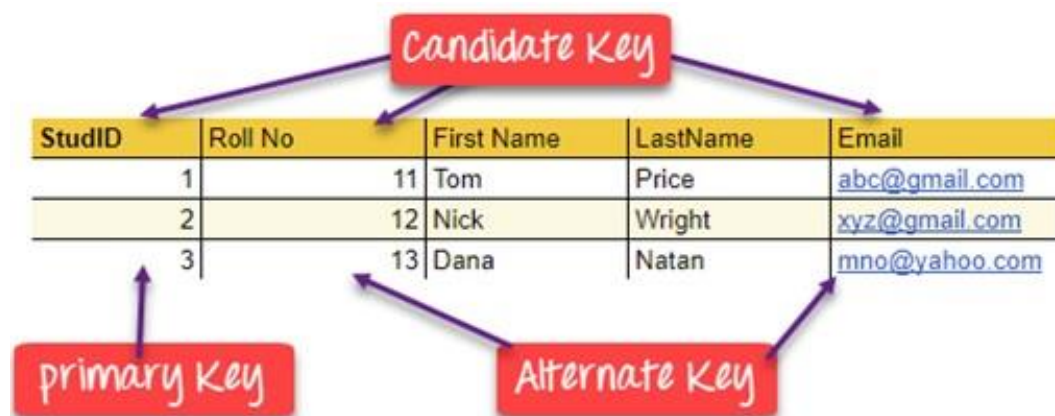 Candidate Key
StudID Roll No First Name LastName Email
1 11 Tom Price abc@gmail.com
2 12 Nick Wright xyz@gmail.com
3 13 Dana Natan mno@yahoo.com
primary Key Alternate Key